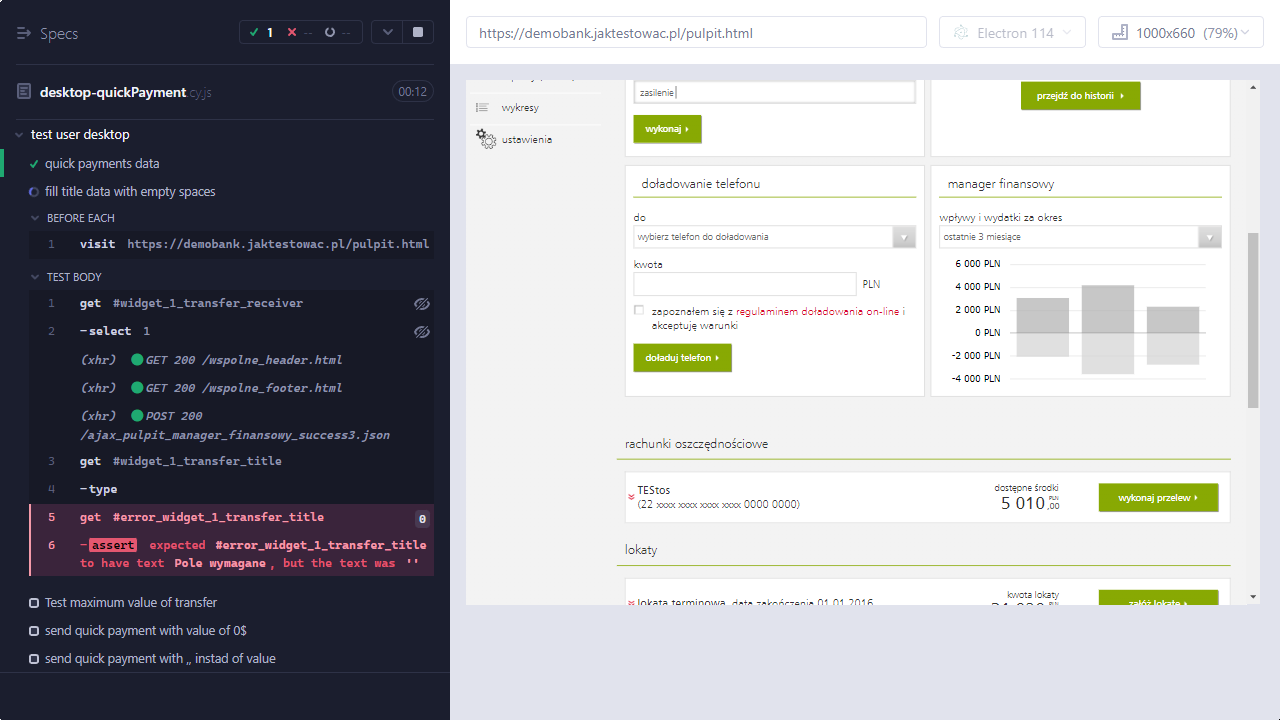 Specs
1
--
--
desktop-quickPayment.cy.js
00:12
test user desktop
quick payments data
fill title data with empty spaces
BEFORE EACH
1 visit https://demobank.jaktestowac.pl/pulpit.html
TEST BODY
1 get #widget_1_transfer_receiver
2 -select 1
(xhr) GET 200 /wspolne_header.html
(xhr) GET 200 /wspolne_footer.html
(xhr) POST 200
/ajax_pulpit_manager_finansowy_success3.json
3 get #widget_1_transfer_title
4 -type
5 get #error_widget_1_transfer_title 0
6 -assert expected #error_widget_1_transfer_title
to have text Pole wymagane, but the text was ''
Test maximum value of transfer
send quick payment with value of 0$
send quick payment with ,, instad of value
https://demobank.jaktestowac.pl/pulpit.html
Electron 114
1000x660 (79%)
wykresy
ustawienia
zasilenie
wykonaj
przejdź do historii
doładowanie telefonu
do
wybierz telefon do doładowania
kwota
PLN
zapoznałem się z regulaminem doładowania on-line i
akceptuję warunki
doładuj telefon
manager finansowy
wpływy i wydatki za okres
ostatnie 3 miesiące
6 000 PLN
4 000 PLN
2 000 PLN
0 PLN
-2 000 PLN
-4 000 PLN
rachunki oszczędnościowe
TEStos
(22 xxxx xxxx xxxx xxxx 0000 0000)
dostępne środki
5 010 ,00 PLN
wykonaj przelew
lokaty
lokata terminowa, data zakończenia 01.01.2016
kwota lokaty
załóż lokatę